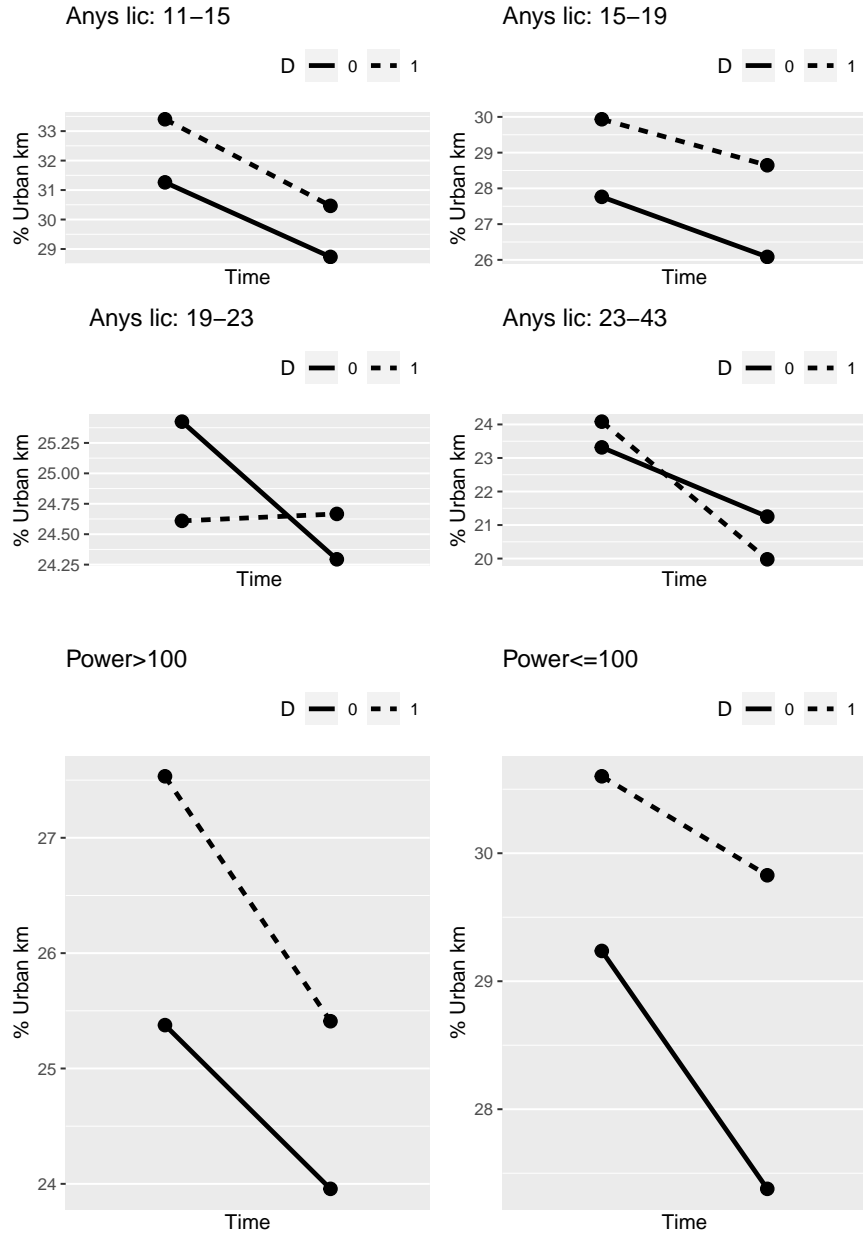 Anys lic: 11−15
D 0 1
33
32
31
30
29
% Urban km
Time
Anys lic: 15−19
D 0 1
30
29
28
27
26
% Urban km
Time
Anys lic: 19−23
D 0 1
25.25
25.00
24.75
24.50
24.25
% Urban km
Time
Anys lic: 23−43
D 0 1
24
23
22
21
20
% Urban km
Time
Power>100
D 0 1
27
26
25
24
% Urban km
Time
Power<=100
D 0 1
30
29
28
% Urban km
Time